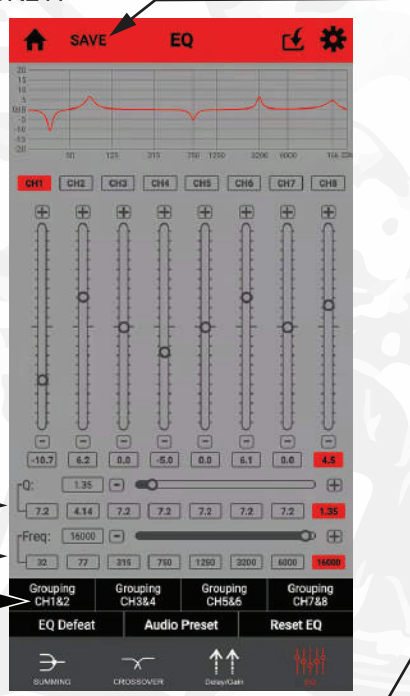 SAVE EQ
20
15
10
5
0dB
-5
-10
-15
-20
50 125 315 750 1250 3200 6000 16k 22k
CH1 CH2 CH3 CH4 CH5 CH6 CH7 CH8
-10.7 6.2 0.0 -5.0 0.0 6.1 0.0 4.5
Q: 1.35
7.2 4.14 7.2 7.2 7.2 7.2 7.2 1.35
Freq: 16000
32 77 315 750 1250 3200 6000 16000
Grouping Grouping Grouping Grouping
CH1&2 CH3&4 CH5&6 CH7&8
EQ Defeat Audio Preset Reset EQ
SUMMING CROSSOVER Delay/Gain EQ